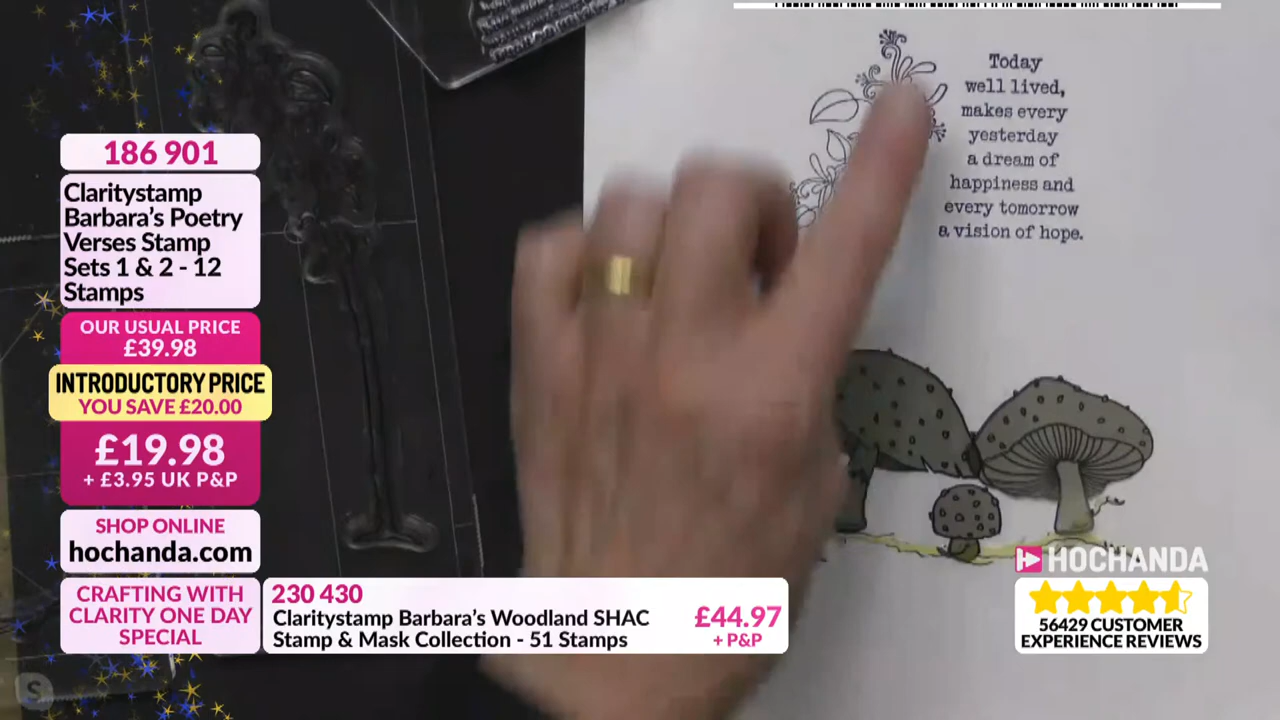 Today
well lived,
makes every
yesterday
a dream of
happiness and
every tomorrow
a vision of hope.
186 901
Claritystamp
Barbara's Poetry
Verses Stamp
Sets 1 & 2 - 12
Stamps
OUR USUAL PRICE
£39.98
INTRODUCTORY PRICE
YOU SAVE £20.00
£19.98
+ £3.95 UK P&P
SHOP ONLINE
hochanda.com
CRAFTING WITH
CLARITY ONE DAY
SPECIAL
230 430
Claritystamp Barbara's Woodland SHAC
Stamp & Mask Collection - 51 Stamps
£44.97
+ P&P
HOCHANDA
56429 CUSTOMER
EXPERIENCE REVIEWS
S